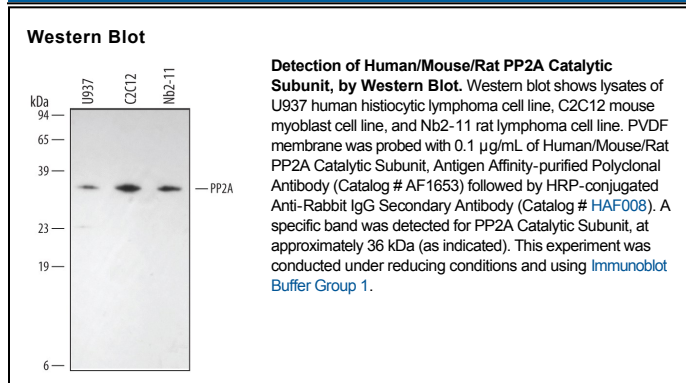 Western Blot
kDa
U937
C2C12
Nb2-11
94
65
39
PP2A
23
19
6
Detection of Human/Mouse/Rat PP2A Catalytic
Subunit, by Western Blot. Western blot shows lysates of
U937 human histiocytic lymphoma cell line, C2C12 mouse
myoblast cell line, and Nb2-11 rat lymphoma cell line. PVDF
membrane was probed with 0.1 µg/mL of Human/Mouse/Rat
PP2A Catalytic Subunit, Antigen Affinity-purified Polyclonal
Antibody (Catalog # AF1653) followed by HRP-conjugated
Anti-Rabbit IgG Secondary Antibody (Catalog # HAF008). A
specific band was detected for PP2A Catalytic Subunit, at
approximately 36 kDa (as indicated). This experiment was
conducted under reducing conditions and using Immunoblot
Buffer Group 1.